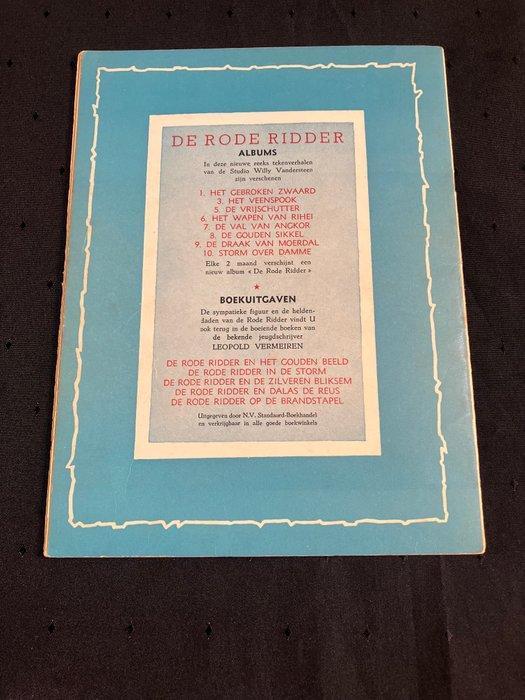 DE RODE RIDDER
ALBUMS
In deze nieuwe reeks tekenverhalen
van de Studio Willy Vandersteen
zijn verschenen
1. HET GEBROKEN ZWAARD
3. HET VEENSPOOK
5. DE VRIJSCHUTTER
6. HET WAPEN VAN RIHEI
7. DE VAL VAN ANGKOR
8. DE GOUDEN SIKKEL
9. DE DRAAK VAN MOERDAL
10. STORM OVER DAMME
Elke 2 maand verschijnt een
nieuw album « De Rode Ridder »
BOEKUITGAVEN
De sympatieke figuur en de helden-
daden van de Rode Ridder vindt U
ook terug in de boeiende boeken van
de bekende jeugdschrijver
LEOPOLD VERMEIREN
DE RODE RIDDER EN HET GOUDEN BEELD
DE RODE RIDDER IN DE STORM
DE RODE RIDDER EN DE ZILVEREN BLIKSEM
DE RODE RIDDER EN DALAS DE REUS
DE RODE RIDDER OP DE BRANDSTAPEL
Uitgegeven door N.V. Standaard-Boekhandel
en verkrijgbaar in alle goede boekwinkels